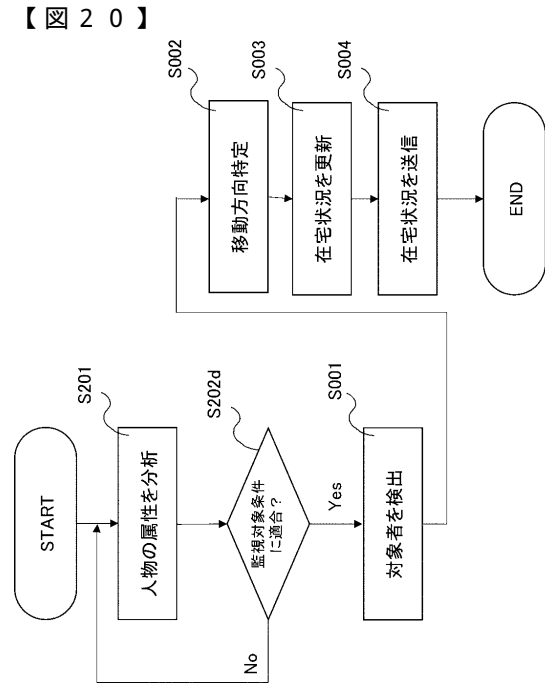 【図２０】
START
S201
人物の属性を分析
S202d
監視対象条件
に適合？
No
Yes
S001
対象者を検出
S002
移動方向特定
S003
在宅状況を更新
S004
在宅状況を送信
END